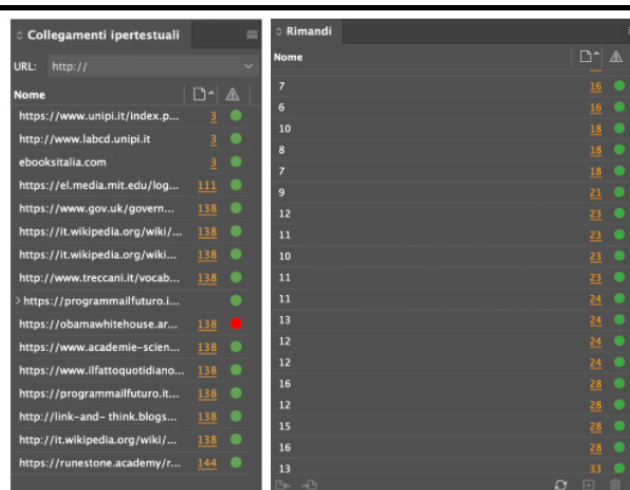 Collegamenti ipertestuali
URL: http://
Nome
https://www.unipi.it/index.p... 3
http://www.labcd.unipi.it 3
ebooksitalia.com 3
https://el.media.mit.edu/log... 111
https://www.gov.uk/govern... 138
https://it.wikipedia.org/wiki/... 138
https://it.wikipedia.org/wiki... 138
http://www.treccani.it/vocab... 138
https://programmailfuturo.i...
https://obamawhitehouse.ar... 138
https://www.academie-scien... 138
https://www.ilfattoquotidiano... 138
https://programmailfuturo.it... 138
http://link-and- think.blogs... 138
http://it.wikipedia.org/wiki/... 138
https://runestone.academy/r... 144
Rimandi
Nome
7 16
6 16
10 18
8 18
7 18
9 21
12 23
11 23
10 23
11 23
11 24
13 24
12 24
12 24
16 28
12 28
15 28
16 28
13 33